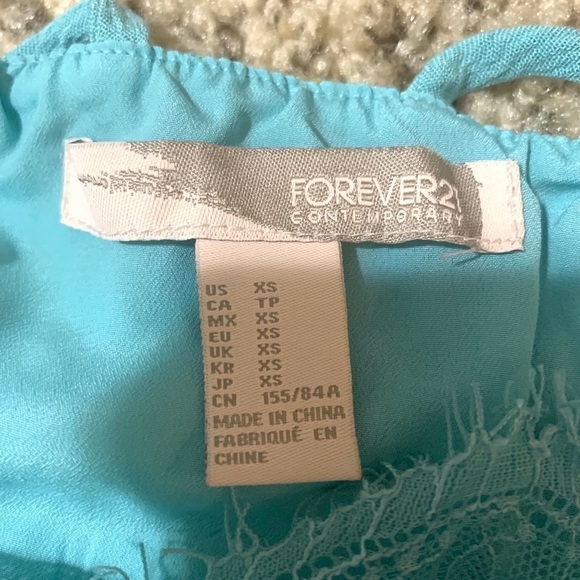 FOREVER21
CONTEMPORARY
US XS
CA TP
MX XS
EU XS
UK XS
KR XS
JP XS
CN 155/84A
MADE IN CHINA
FABRIQUÉ EN
CHINE